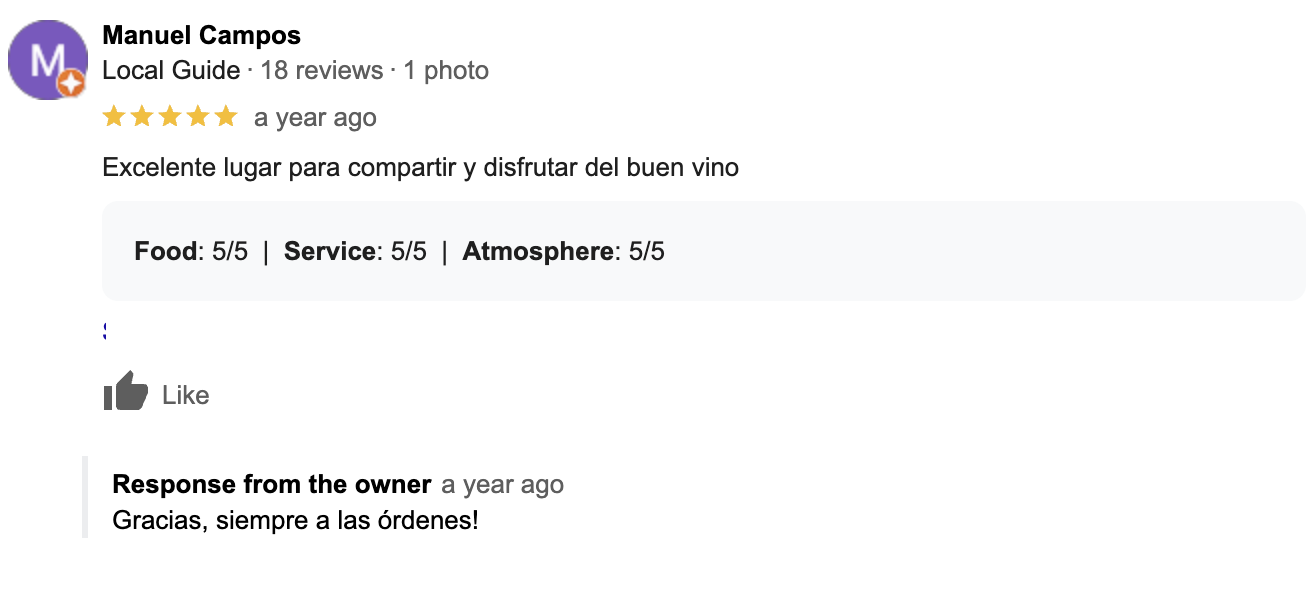 M
Manuel Campos
Local Guide · 18 reviews · 1 photo
a year ago
Excelente lugar para compartir y disfrutar del buen vino
Food: 5/5 | Service: 5/5 | Atmosphere: 5/5
Like
Response from the owner a year ago
Gracias, siempre a las órdenes!